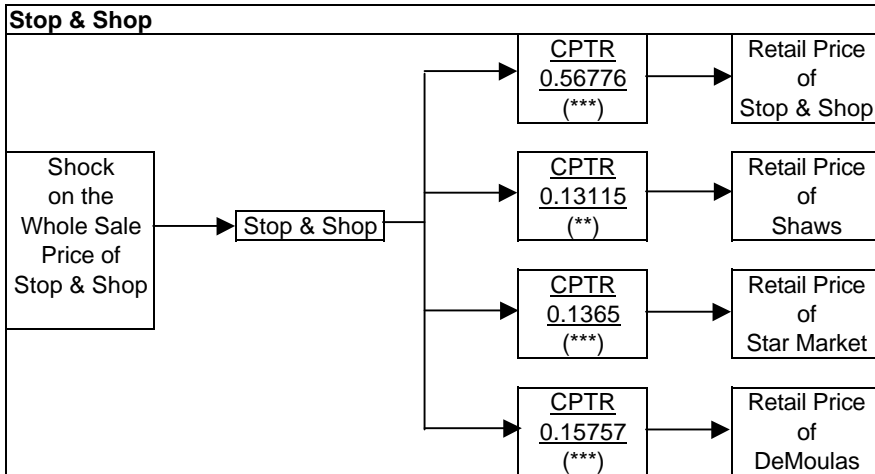 Stop & Shop
CPTR
0.56776
(***)
Retail Price
of
Stop & Shop
Shock
on the
Whole Sale
Price of
Stop & Shop
Stop & Shop
CPTR
0.13115
(**)
Retail Price
of
Shaws
CPTR
0.1365
(***)
Retail Price
of
Star Market
CPTR
0.15757
(***)
Retail Price
of
DeMoulas